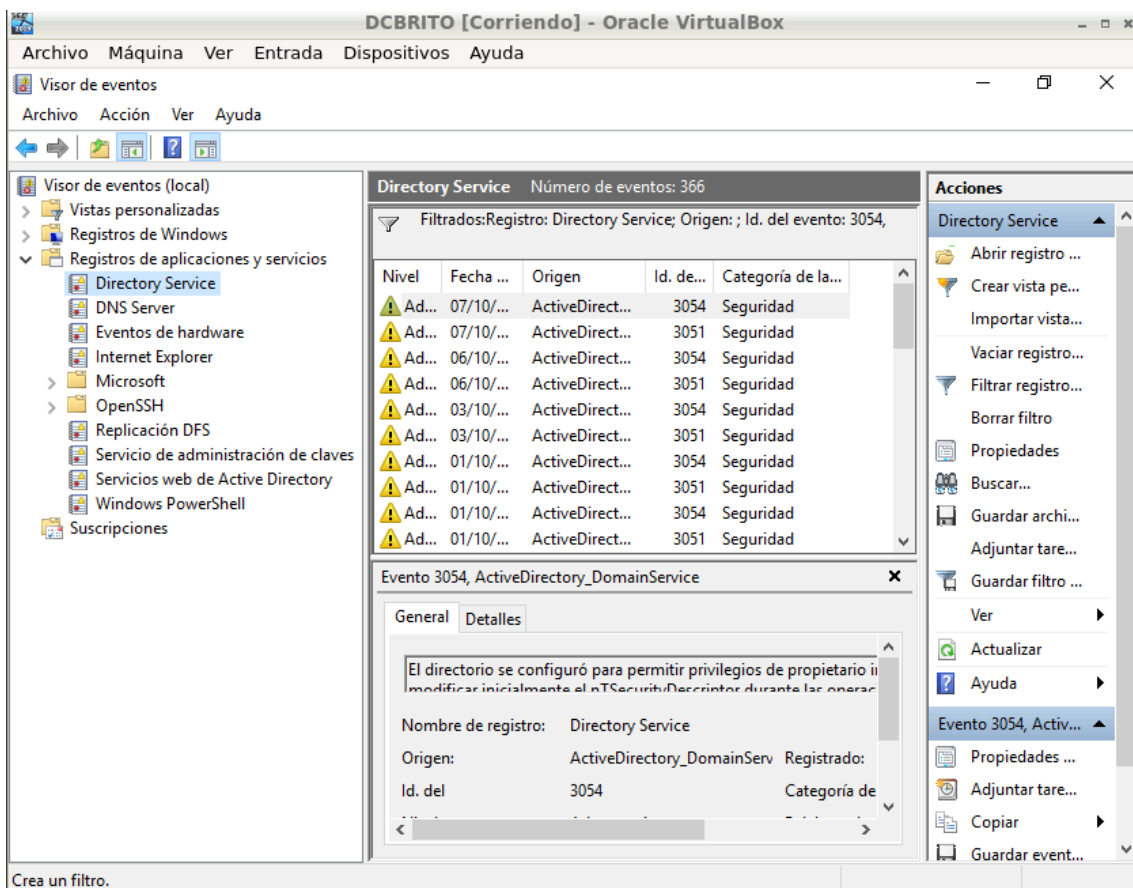 DCBRITO [Corriendo] - Oracle VirtualBox
Archivo Máquina Ver Entrada Dispositivos Ayuda
Visor de eventos
Archivo Acción Ver Ayuda
Visor de eventos (local)
Vistas personalizadas
Registros de Windows
Registros de aplicaciones y servicios
Directory Service
DNS Server
Eventos de hardware
Internet Explorer
Microsoft
OpenSSH
Replicación DFS
Servicio de administración de claves
Servicios web de Active Directory
Windows PowerShell
Suscripciones
Directory Service Número de eventos: 366
Filtrados:Registro: Directory Service; Origen: ; Id. del evento: 3054,
Nivel Fecha ... Origen Id. de... Categoría de la...
Ad... 07/10/... ActiveDirect... 3054 Seguridad
Ad... 07/10/... ActiveDirect... 3051 Seguridad
Ad... 06/10/... ActiveDirect... 3054 Seguridad
Ad... 06/10/... ActiveDirect... 3051 Seguridad
Ad... 03/10/... ActiveDirect... 3054 Seguridad
Ad... 03/10/... ActiveDirect... 3051 Seguridad
Ad... 01/10/... ActiveDirect... 3054 Seguridad
Ad... 01/10/... ActiveDirect... 3051 Seguridad
Ad... 01/10/... ActiveDirect... 3054 Seguridad
Ad... 01/10/... ActiveDirect... 3051 Seguridad
Evento 3054, ActiveDirectory_DomainService
General Detalles
El directorio se configuró para permitir privilegios de propietario
modificar inicialmente el nTSecurityDescriptor durante las
Nombre de registro: Directory Service
Origen: ActiveDirectory_DomainServ Registrado:
Id. del 3054 Categoría de
Acciones
Directory Service
Abrir registro ...
Crear vista pe...
Importar vista...
Vaciar registro...
Filtrar registro...
Borrar filtro
Propiedades
Buscar...
Guardar archi...
Adjuntar tare...
Guardar filtro ...
Ver
Actualizar
Ayuda
Evento 3054, Activ...
Propiedades ...
Adjuntar tare...
Copiar
Guardar event...
Crea un filtro.